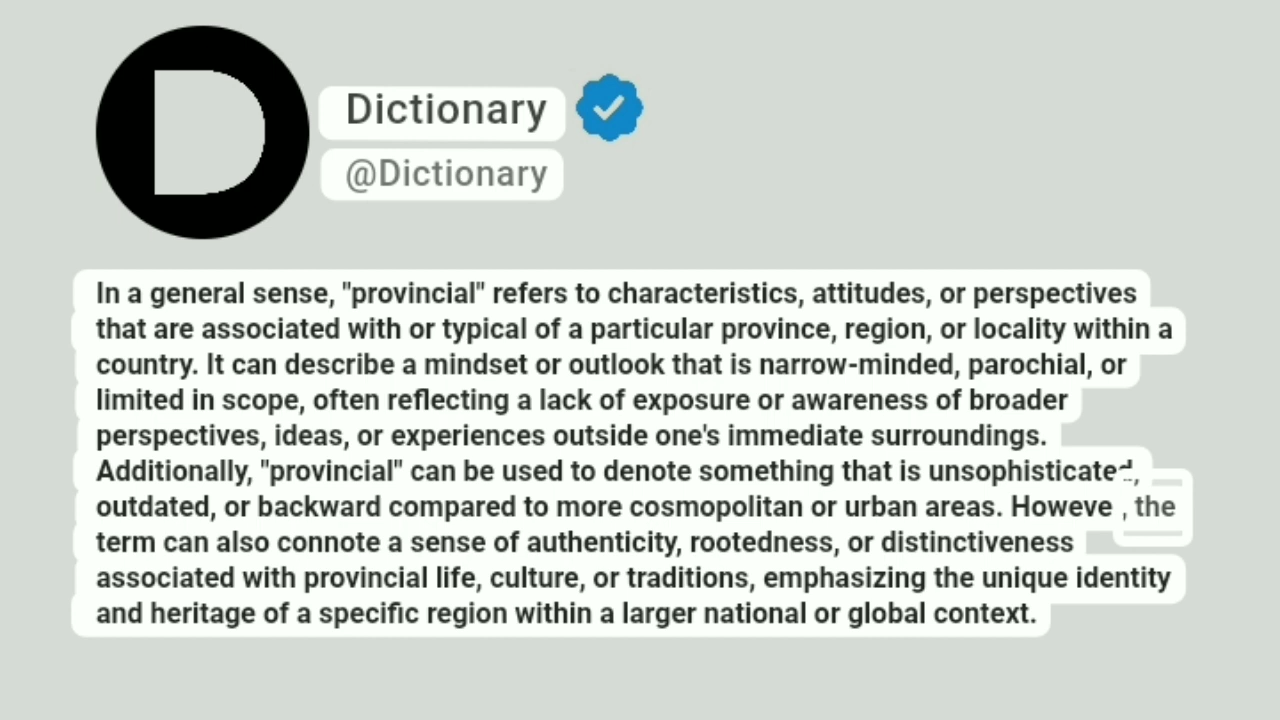 Dictionary
@Dictionary
In a general sense, "provincial" refers to characteristics, attitudes, or perspectives
that are associated with or typical of a particular province, region, or locality within a
country. It can describe a mindset or outlook that is narrow-minded, parochial, or
limited in scope, often reflecting a lack of exposure or awareness of broader
perspectives, ideas, or experiences outside one's immediate surroundings.
Additionally, "provincial" can be used to denote something that is unsophisticated,
outdated, or backward compared to more cosmopolitan or urban areas. Howeve , the
term can also connote a sense of authenticity, rootedness, or distinctiveness
associated with provincial life, culture, or traditions, emphasizing the unique identity
and heritage of a specific region within a larger national or global context.